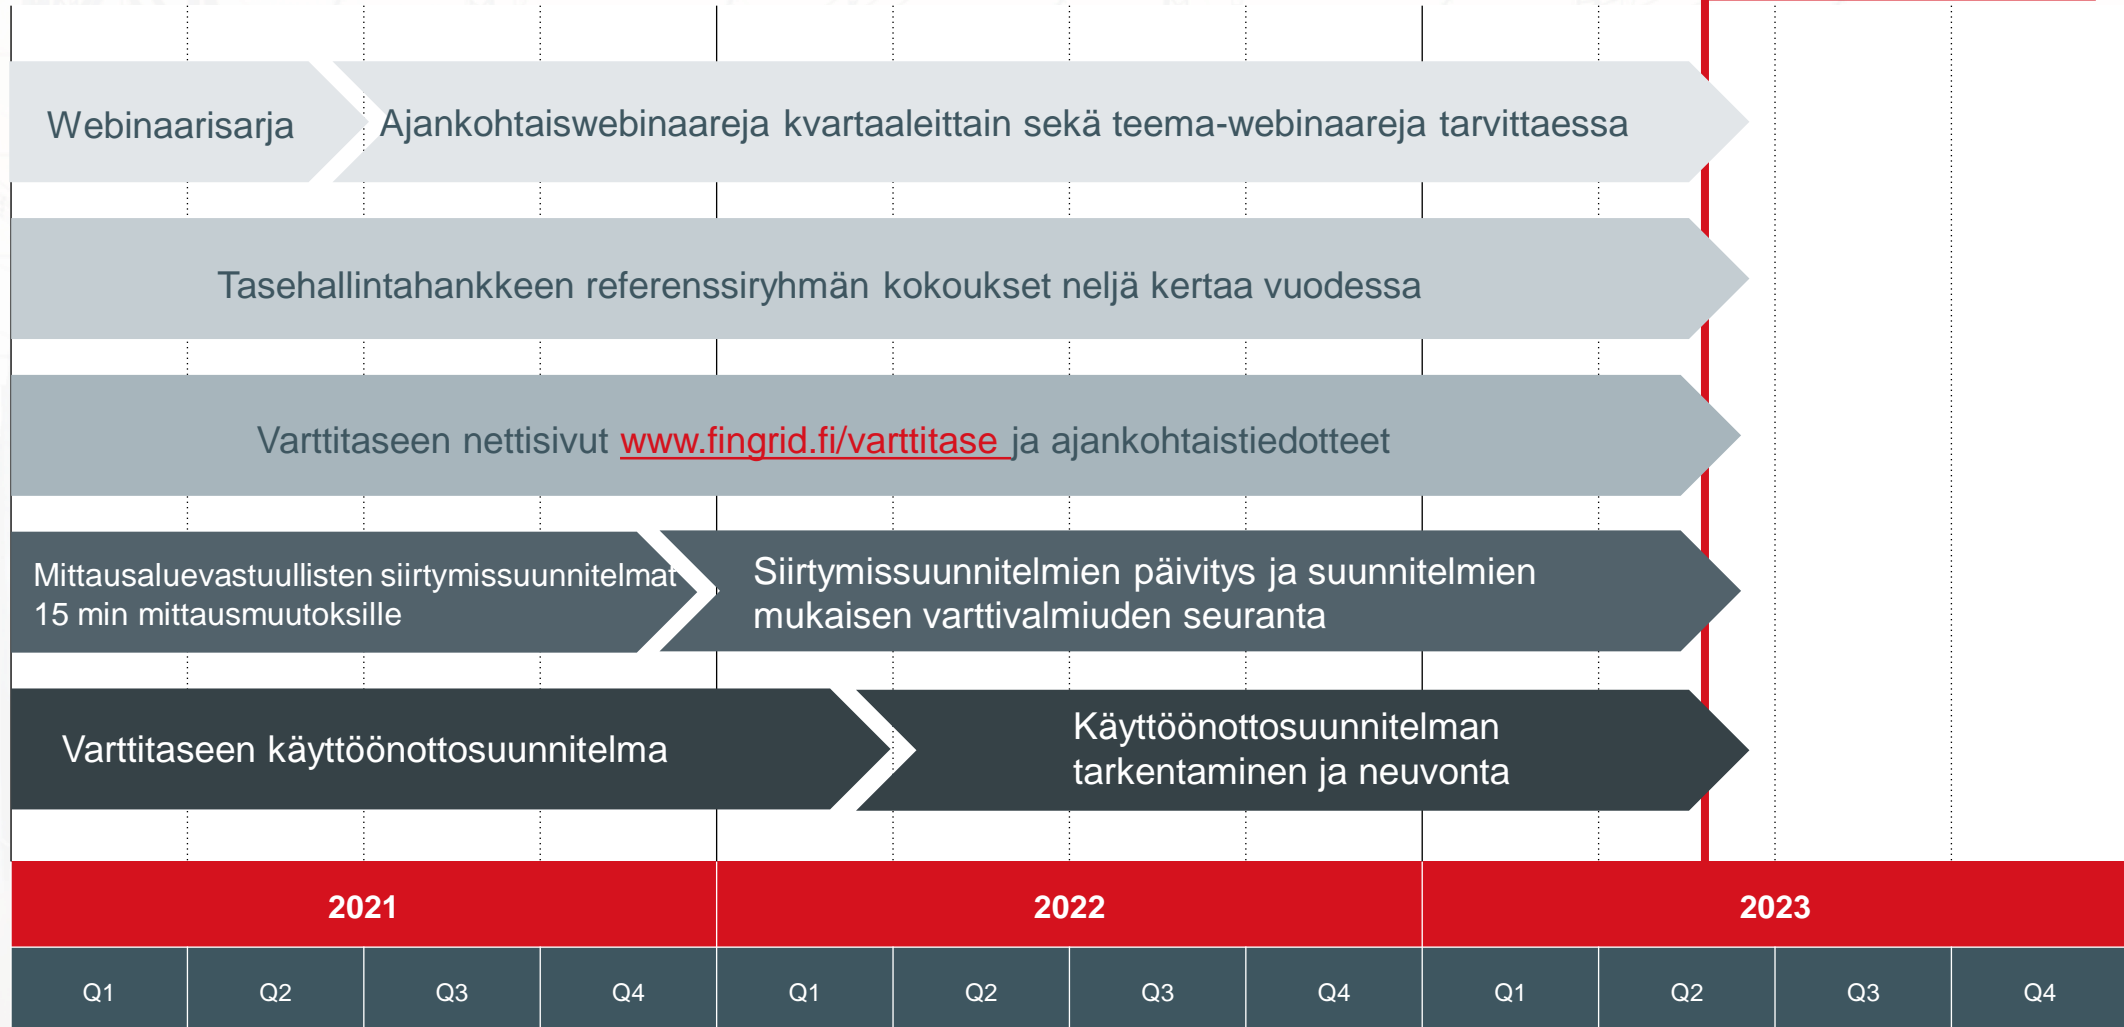 Webinaarisarja
Ajankohtaiswebinaareja kvartaaleittain sekä teema-webinaareja tarvittaessa
Tasehallintahankkeen referenssiryhmän kokoukset neljä kertaa vuodessa
Varttitaseen nettisivut www.fingrid.fi/varttitase ja ajankohtaistiedotteet
Mittausaluevastuullisten siirtymissuunnitelmat
15 min mittausmuutoksille
Siirtymissuunnitelmien päivitys ja suunnitelmien
mukaisen varttivalmiuden seuranta
Varttitaseen käyttöönottosuunnitelma
Käyttöönottosuunnitelman
tarkentaminen ja neuvonta
2021 2022 2023
Q1 Q2 Q3 Q4 Q1 Q2 Q3 Q4 Q1 Q2 Q3 Q4